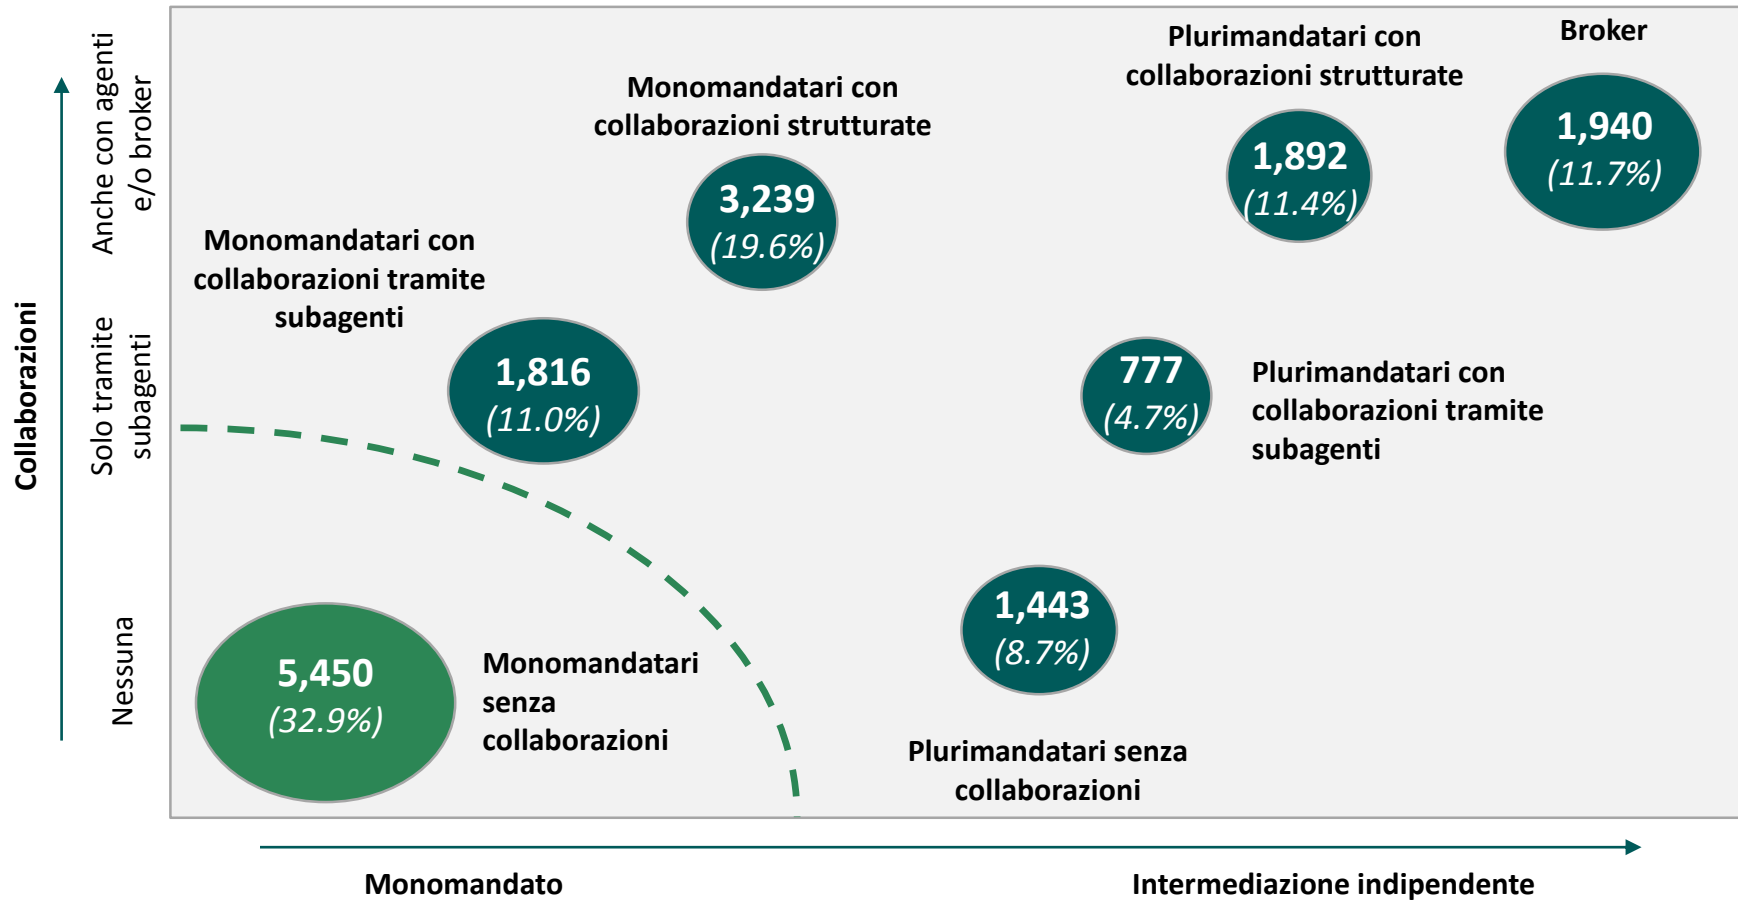 Collaborazioni
Anche con agenti
e/o broker
Solo tramite
subagenti
Nessuna
Monomandatari con
collaborazioni tramite
subagenti
1,816
(11.0%)
Monomandatari con
collaborazioni strutturate
3,239
(19.6%)
Plurimandatari con
collaborazioni strutturate
1,892
(11.4%)
Broker
1,940
(11.7%)
777
(4.7%)
Plurimandatari con
collaborazioni tramite
subagenti
5,450
(32.9%)
Monomandatari
senza
collaborazioni
1,443
(8.7%)
Plurimandatari senza
collaborazioni
Monomandato
Intermediazione indipendente